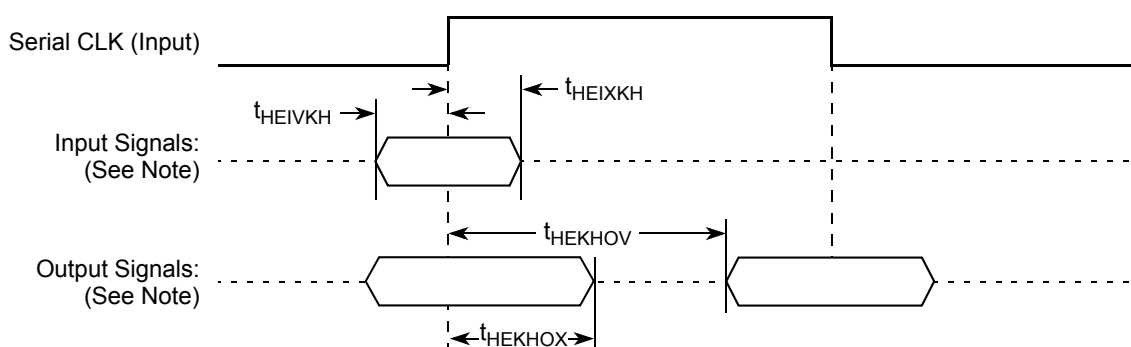 Serial CLK (Input)
tHEIXKH
tHEIVKH
Input Signals:
(See Note)
tHEKHOV
Output Signals:
(See Note)
tHEKHOX